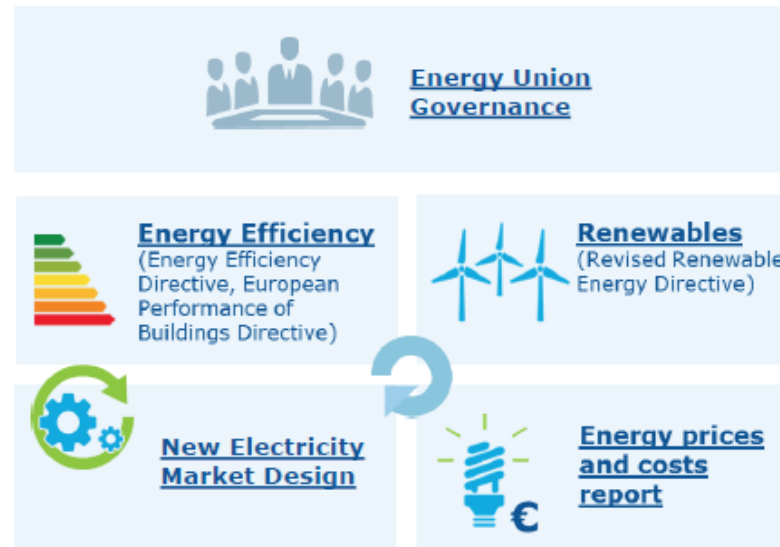 Energy Union
Governance
Energy Efficiency
(Energy Efficiency
Directive, European
Performance of
Buildings Directive)
Renewables
(Revised Renewable
Energy Directive)
New Electricity
Market Design
Energy prices
and costs
report
€